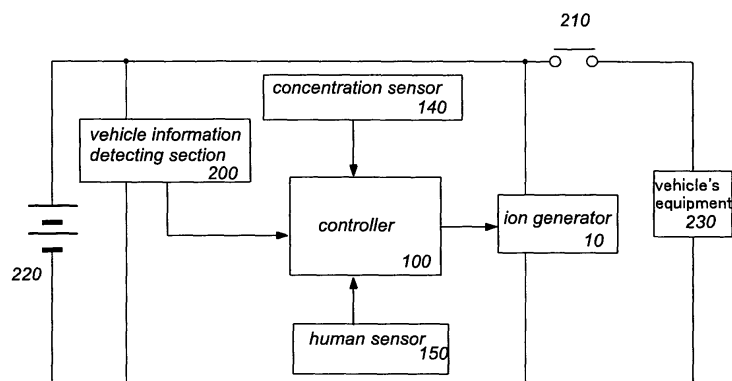 210
concentration sensor
140
vehicle information
detecting section
200
controller
100
ion generator
10
vehicle's
equipment
230
220
human sensor
150